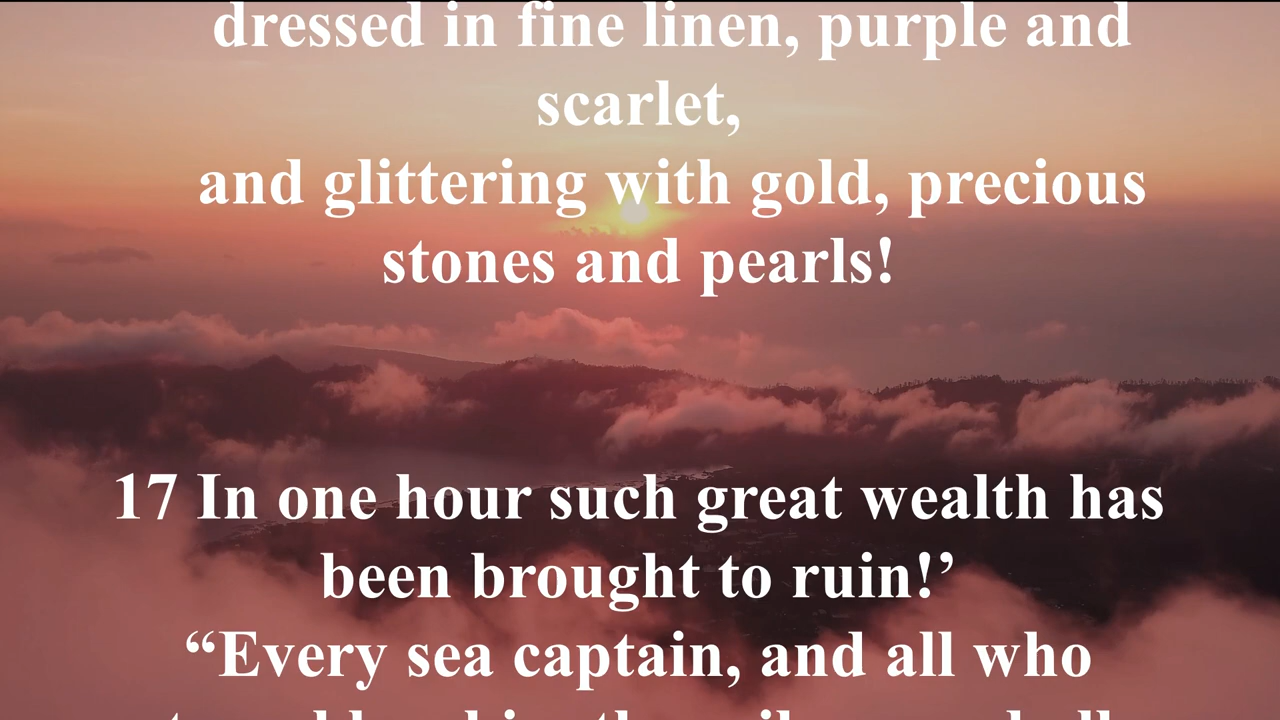 dressed in fine linen, purple and
scarlet,
and glittering with gold, precious
stones and pearls!
17 In one hour such great wealth has
been brought to ruin!’
“Every sea captain, and all who